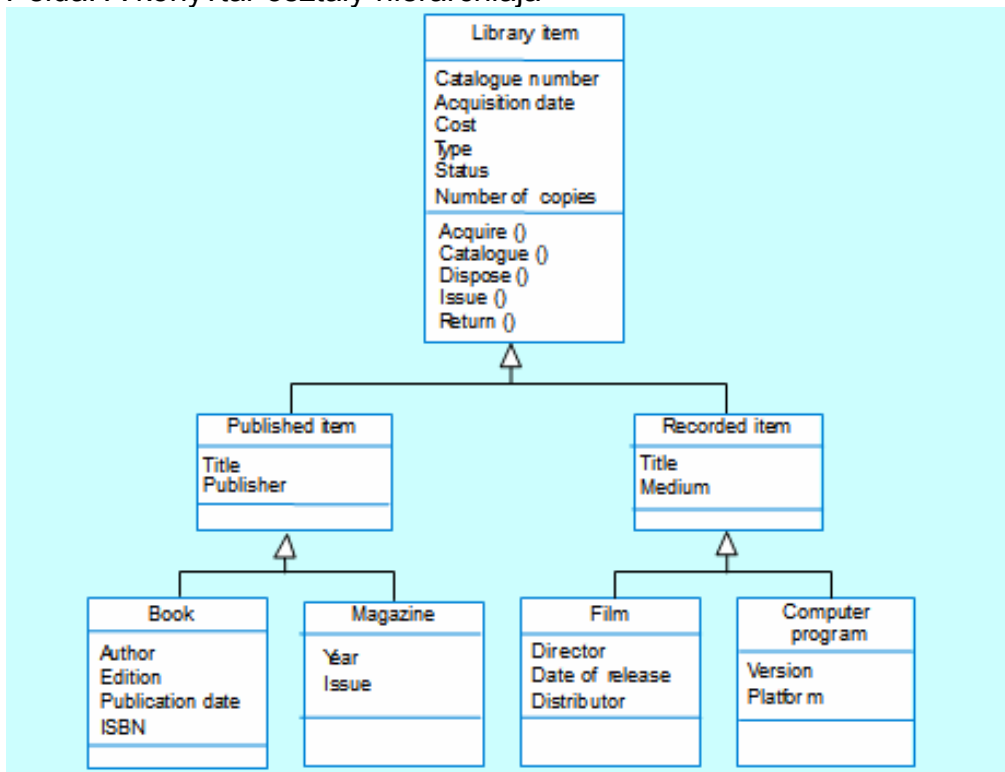 Library item
Catalogue number
Acquisition date
Cost
Type
Status
Number of copies
Acquire ()
Catalogue ()
Dispose ()
Issue ()
Return ()
Published item
Title
Publisher
Recorded item
Title
Medium
Book
Author
Edition
Publication date
ISBN
Magazine
Year
Issue
Film
Director
Date of release
Distributor
Computer
program
Version
Platform